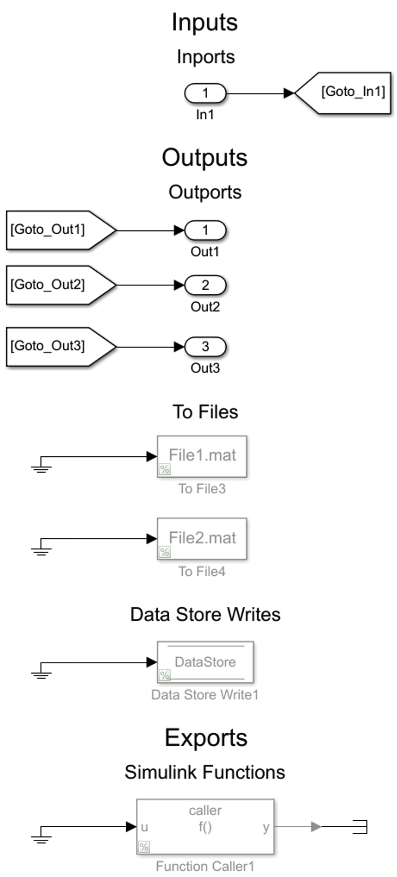 Inputs
Inports
1
[Goto_In1]
In1
Outputs
Outports
[Goto_Out1]
1
Out1
[Goto_Out2]
2
Out2
[Goto_Out3]
3
Out3
To Files
File1.mat
%
To File3
File2.mat
%
To File4
Data Store Writes
DataStore
%
Data Store Write1
Exports
Simulink Functions
caller
u f() y
%
Function Caller1